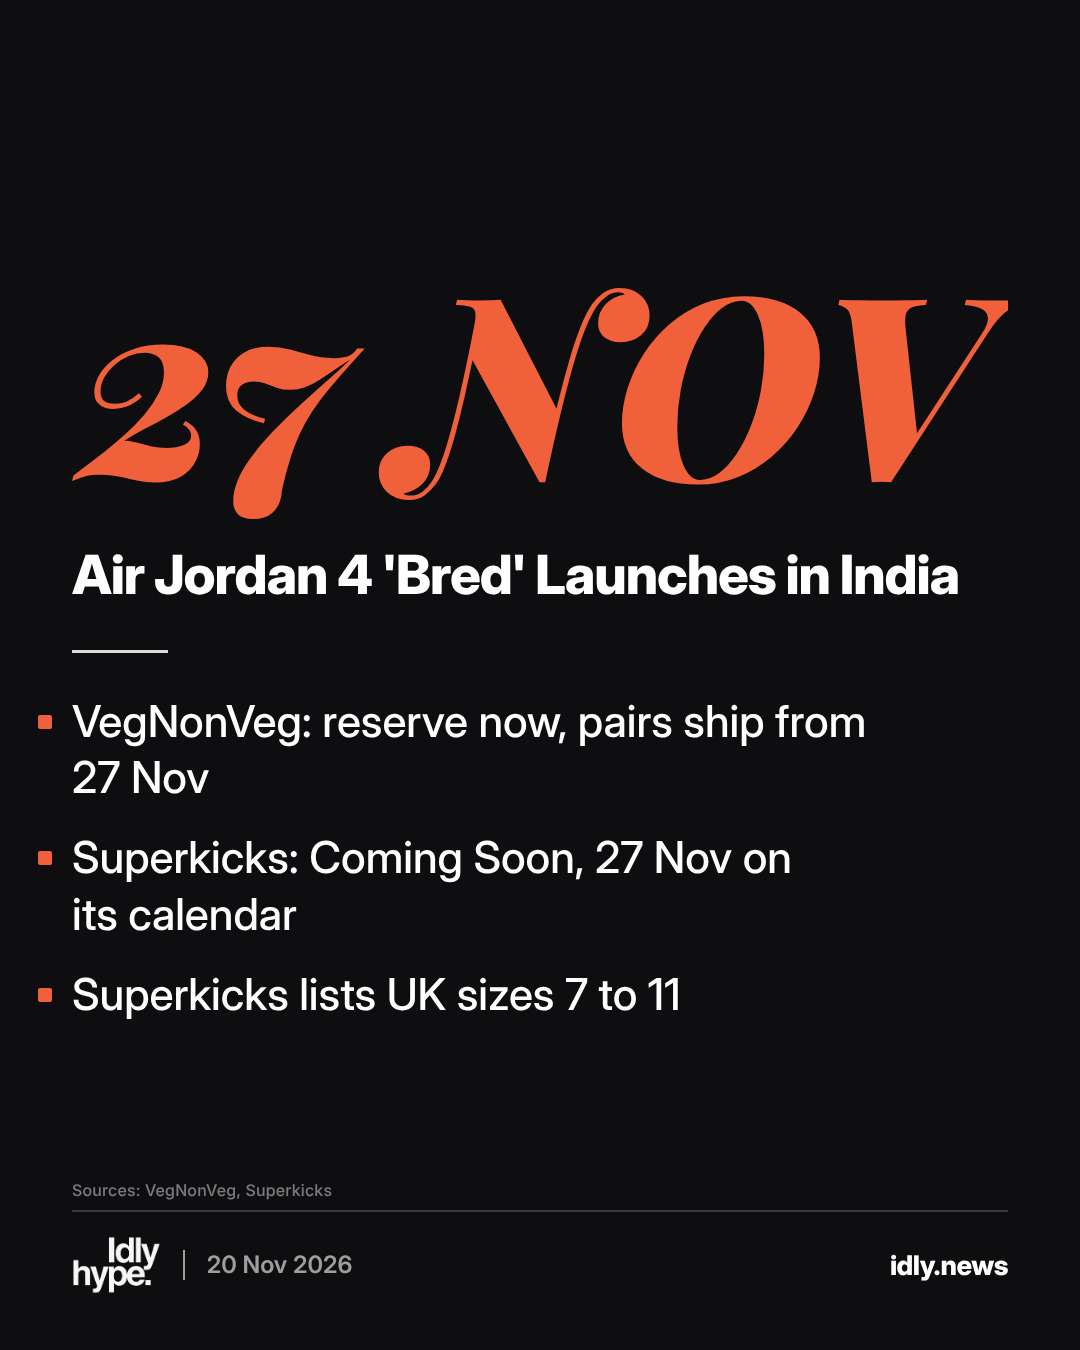 27 NOV
Air Jordan 4 'Bred' Launches in India
VegNonVeg: reserve now, pairs ship from
27 Nov
Superkicks: Coming Soon, 27 Nov on
its calendar
Superkicks lists UK sizes 7 to 11
Sources: VegNonVeg, Superkicks
Idly
hype.
20 Nov 2026
idly.news